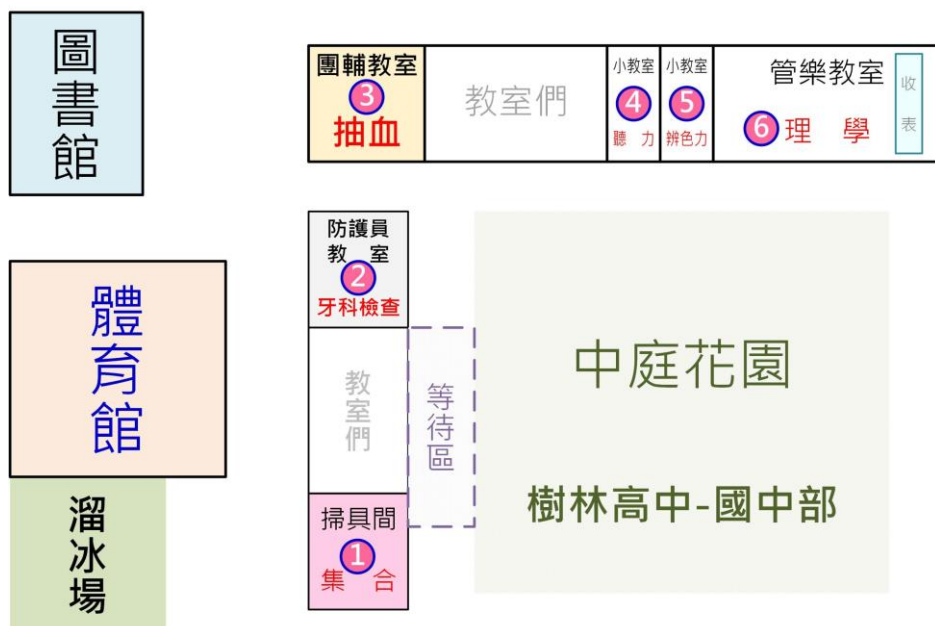 圖書館
團輔教室
3
抽血
教室們
小教室
4
聽 力
小教室
5
辨色力
管樂教室
6 理 學
收表
體育館
溜冰場
防護員
教 室
2
牙科檢查
教室們
等待區
掃具間
1
集 合
中庭花園
樹林高中-國中部